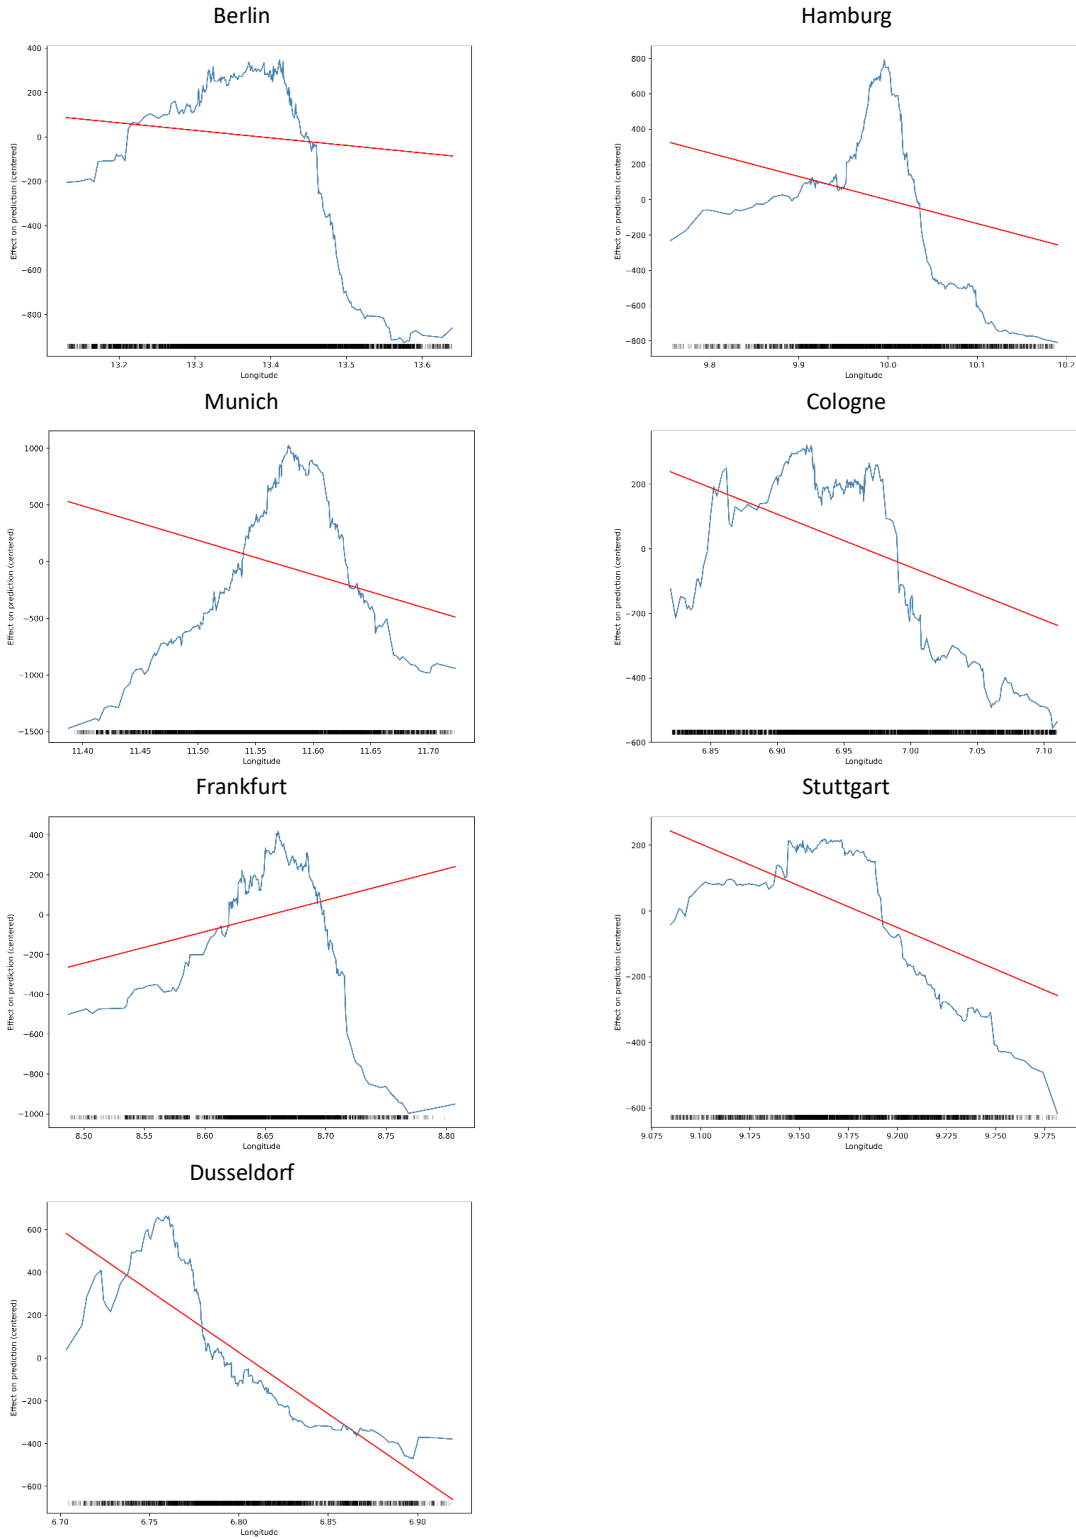 Berlin
Hamburg
400
200
0
−200
−400
−600
−800
Effect on prediction (centered)
13.2 13.3 13.4 13.5 13.6
Longitude
800
600
400
200
0
−200
−400
−600
−800
Effect on prediction (centered)
9.8 9.9 10.0 10.1 10.2
Longitude
Munich
Cologne
1000
500
0
−500
−1000
−1500
Effect on prediction (centered)
11.40 11.45 11.50 11.55 11.60 11.65 11.70
Longitude
200
0
−200
−400
−600
Effect on prediction (centered)
6.85 6.90 6.95 7.00 7.05 7.10
Longitude
Frankfurt
Stuttgart
400
200
0
−200
−400
−600
−800
−1000
Effect on prediction (centered)
8.50 8.55 8.60 8.65 8.70 8.75 8.80
Longitude
200
0
−200
−400
−600
Effect on prediction (centered)
9.075 9.100 9.125 9.150 9.175 9.200 9.225 9.250 9.275
Longitude
Dusseldorf
600
400
200
0
−200
−400
−600
Effect on prediction (centered)
6.70 6.75 6.80 6.85 6.90
Longitude